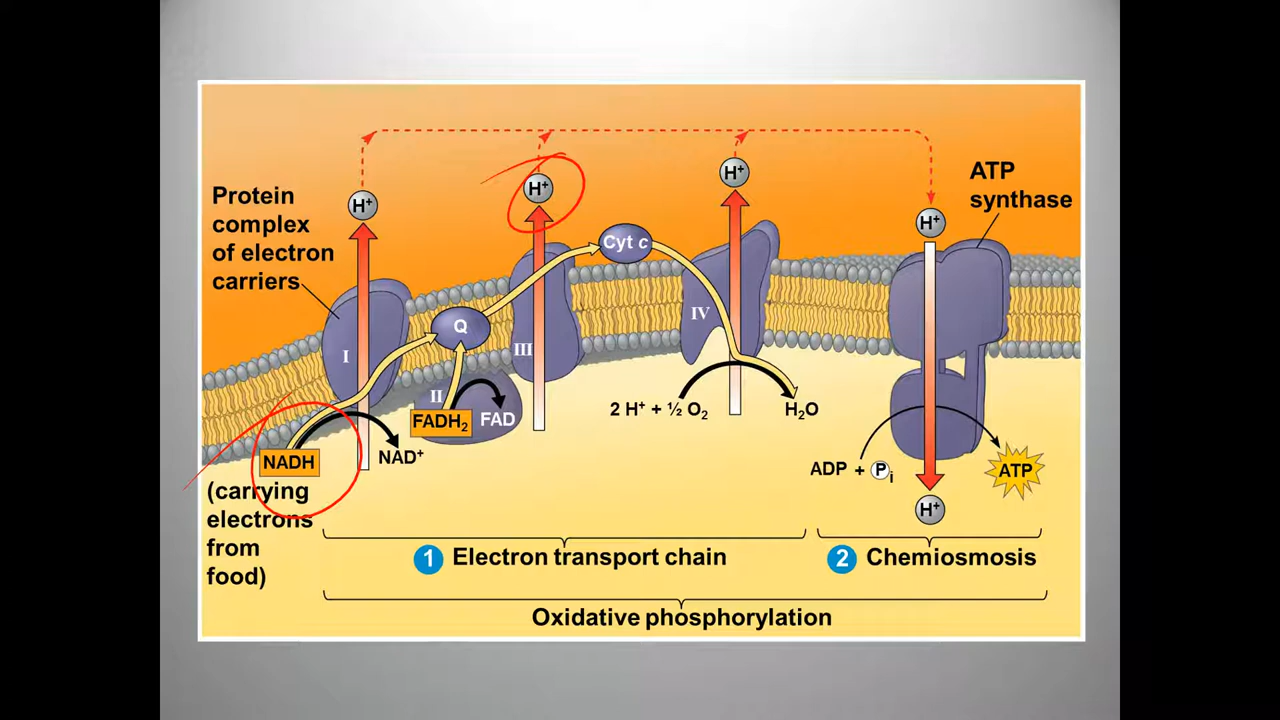 Protein
complex
of electron
carriers
H⁺
H⁺
H⁺
H⁺
ATP
synthase
Cyt c
Q
I
II
III
IV
NADH
NAD⁺
FADH₂
FAD
2 H⁺ + ½ O₂
H₂O
ADP + Pi
ATP
H⁺
(carrying
electrons
from
food)
1 Electron transport chain
2 Chemiosmosis
Oxidative phosphorylation